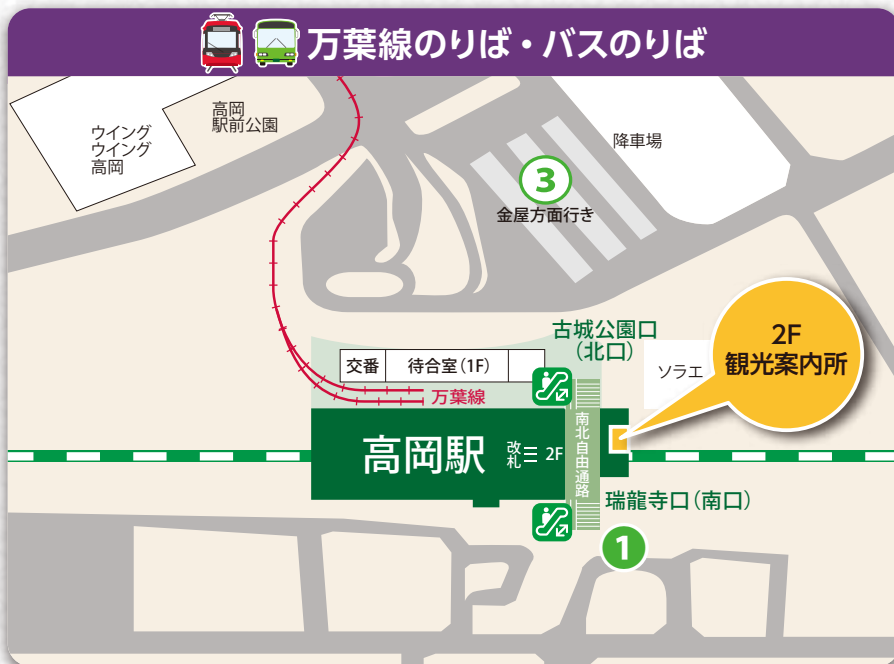 万葉線のりば・バスのりば
高岡
駅前公園
ウイング
ウイング
高岡
降車場
3
金屋方面行き
古城公園口
(北口)
2F
観光案内所
ソラエ
交番
待合室(1F)
万葉線
高岡駅
改札
2F
南北自由通路
瑞龍寺口(南口)
1